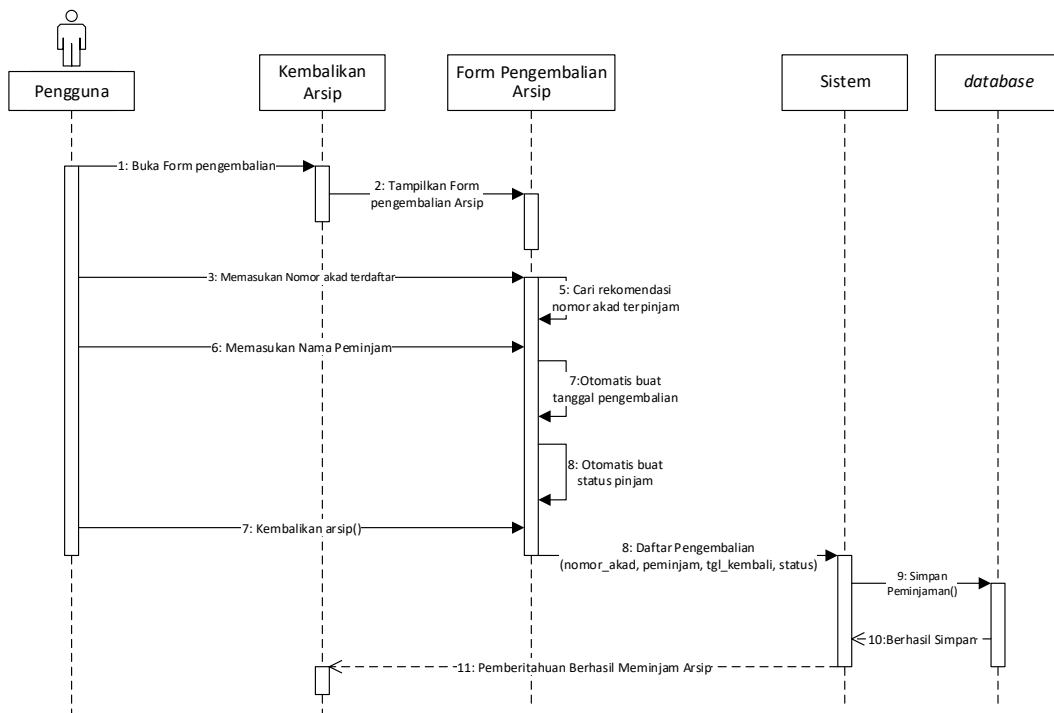 Pengguna
Kembalikan
Arsip
Form Pengembalian
Arsip
Sistem
database
1: Buka Form pengembalian
2: Tampilkan Form
pengembalian Arsip
3: Memasukan Nomor akad terdaftar
5: Cari rekomendasi
nomor akad terpinjam
6: Memasukan Nama Peminjam
7:Otomatis buat
tanggal pengembalian
8: Otomatis buat
status pinjam
7: Kembalikan arsip()
8: Daftar Pengembalian
(nomor_akad, peminjam, tgl_kembali, status)
9: Simpan
Peminjaman()
10:Berhasil Simpan
11: Pemberitahuan Berhasil Meminjam Arsip